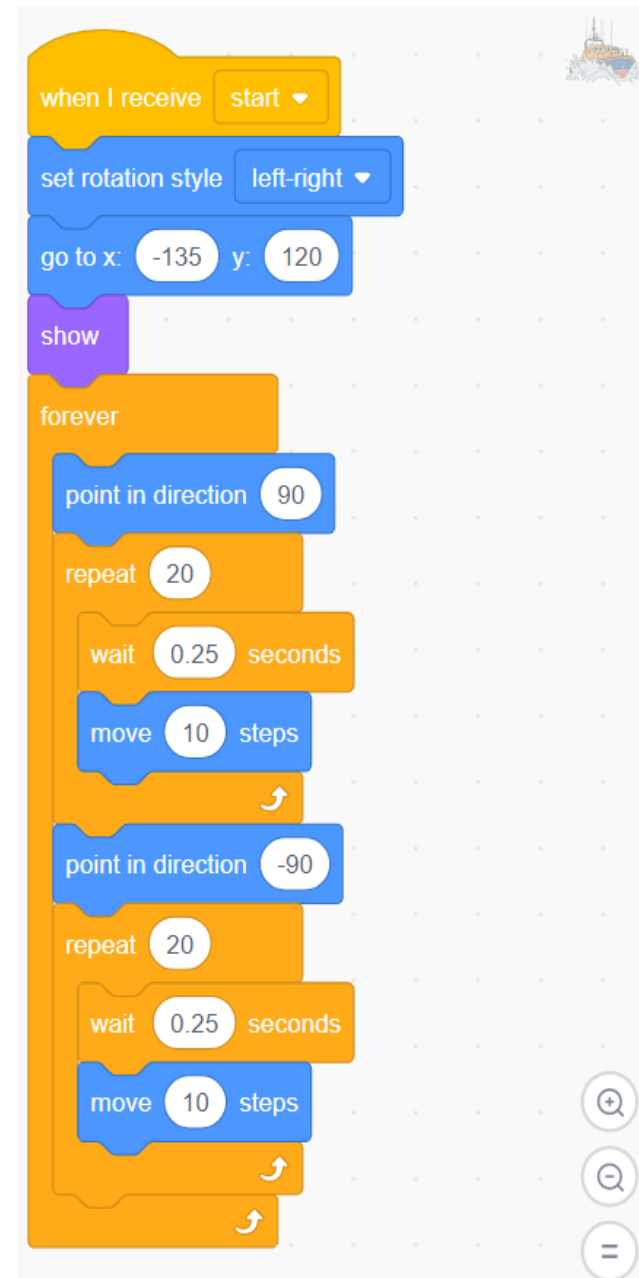 when I receive start
set rotation style left-right
go to x: -135 y: 120
show
forever
point in direction 90
repeat 20
wait 0.25 seconds
move 10 steps
point in direction -90
repeat 20
wait 0.25 seconds
move 10 steps